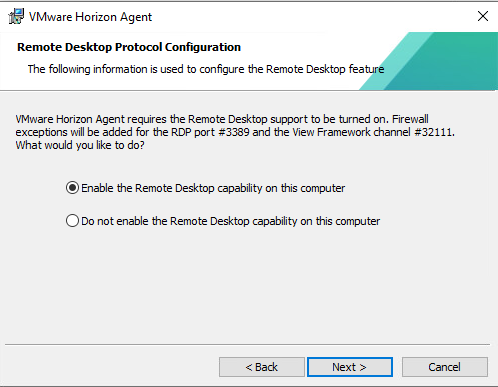 VMware Horizon Agent
Remote Desktop Protocol Configuration
The following information is used to configure the Remote Desktop feature
VMware Horizon Agent requires the Remote Desktop support to be turned on. Firewall
exceptions will be added for the RDP port #3389 and the View Framework channel #32111.
What would you like to do?
Enable the Remote Desktop capability on this computer
Do not enable the Remote Desktop capability on this computer
< Back
Next >
Cancel